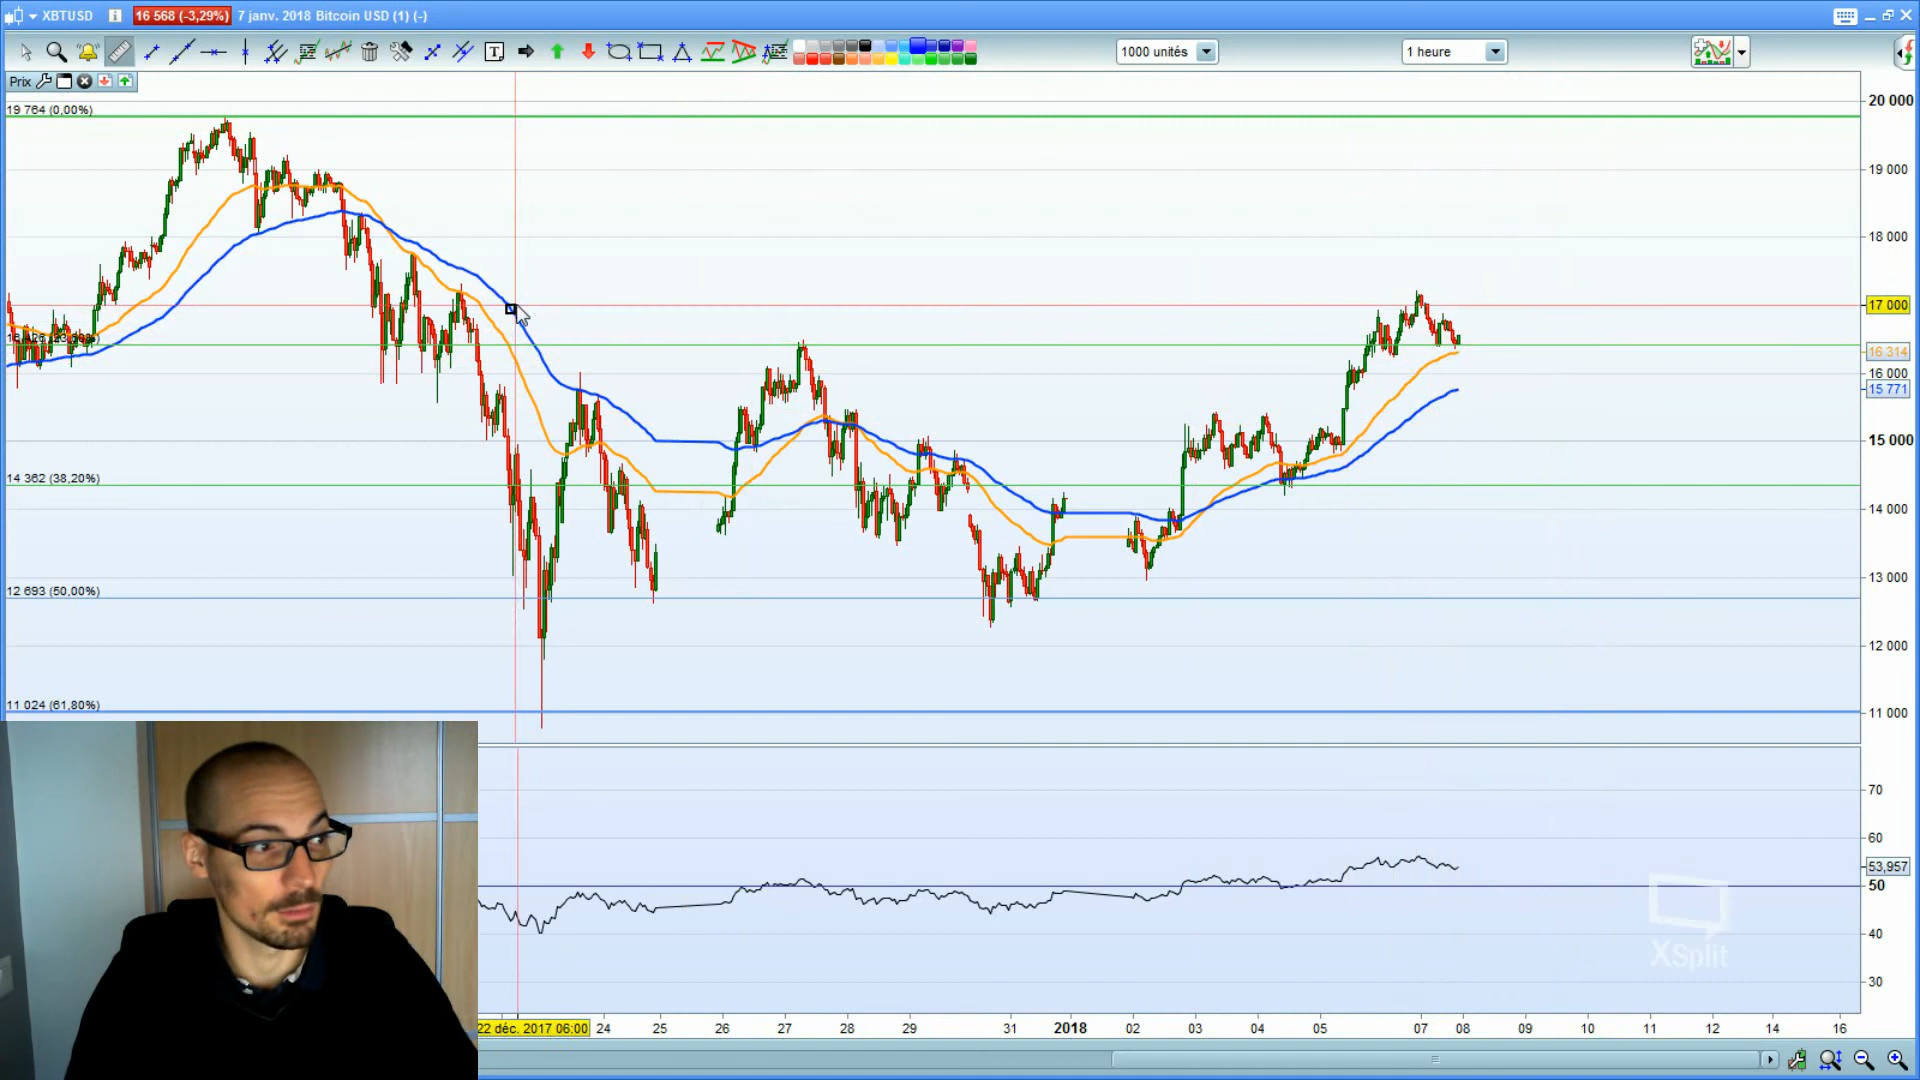 XBTUSD
16 568 (-3,29%)
7 janv. 2018 Bitcoin USD (1) (-)
T
1000 unités
1 heure
Prix
19 764 (0,00%)
14 362 (38,20%)
12 693 (50,00%)
11 024 (61,80%)
20 000
19 000
18 000
17 000
16 314
16 000
15 771
15 000
14 000
13 000
12 000
11 000
70
60
53,957
50
40
30
XSplit
22 déc. 2017 06:00
24
25
26
27
28
29
31
2018
02
03
04
05
07
08
09
10
11
12
14
16